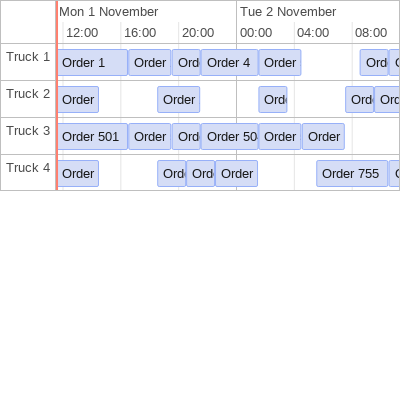 Mon 1 November Tue 2 November
12:00 16:00 20:00 00:00 04:00 08:00
Truck 1 Order 1 Order Ord Order 4 Order Ord
Truck 2 Order Order Ord Ord Ord
Truck 3 Order 501 Order Ord Order 50 Order Order
Truck 4 Order Ord Ord Order Order 755